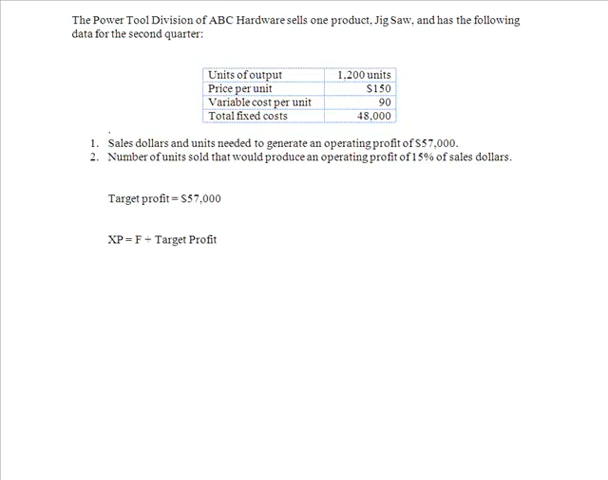 The Power Tool Division of ABC Hardware sells one product, Jig Saw, and has the following
data for the second quarter:
Units of output 1,200 units
Price per unit $150
Variable cost per unit 90
Total fixed costs 48,000
.
1. Sales dollars and units needed to generate an operating profit of $57,000.
2. Number of units sold that would produce an operating profit of 15% of sales dollars.
Target profit = $57,000
XP = F + Target Profit